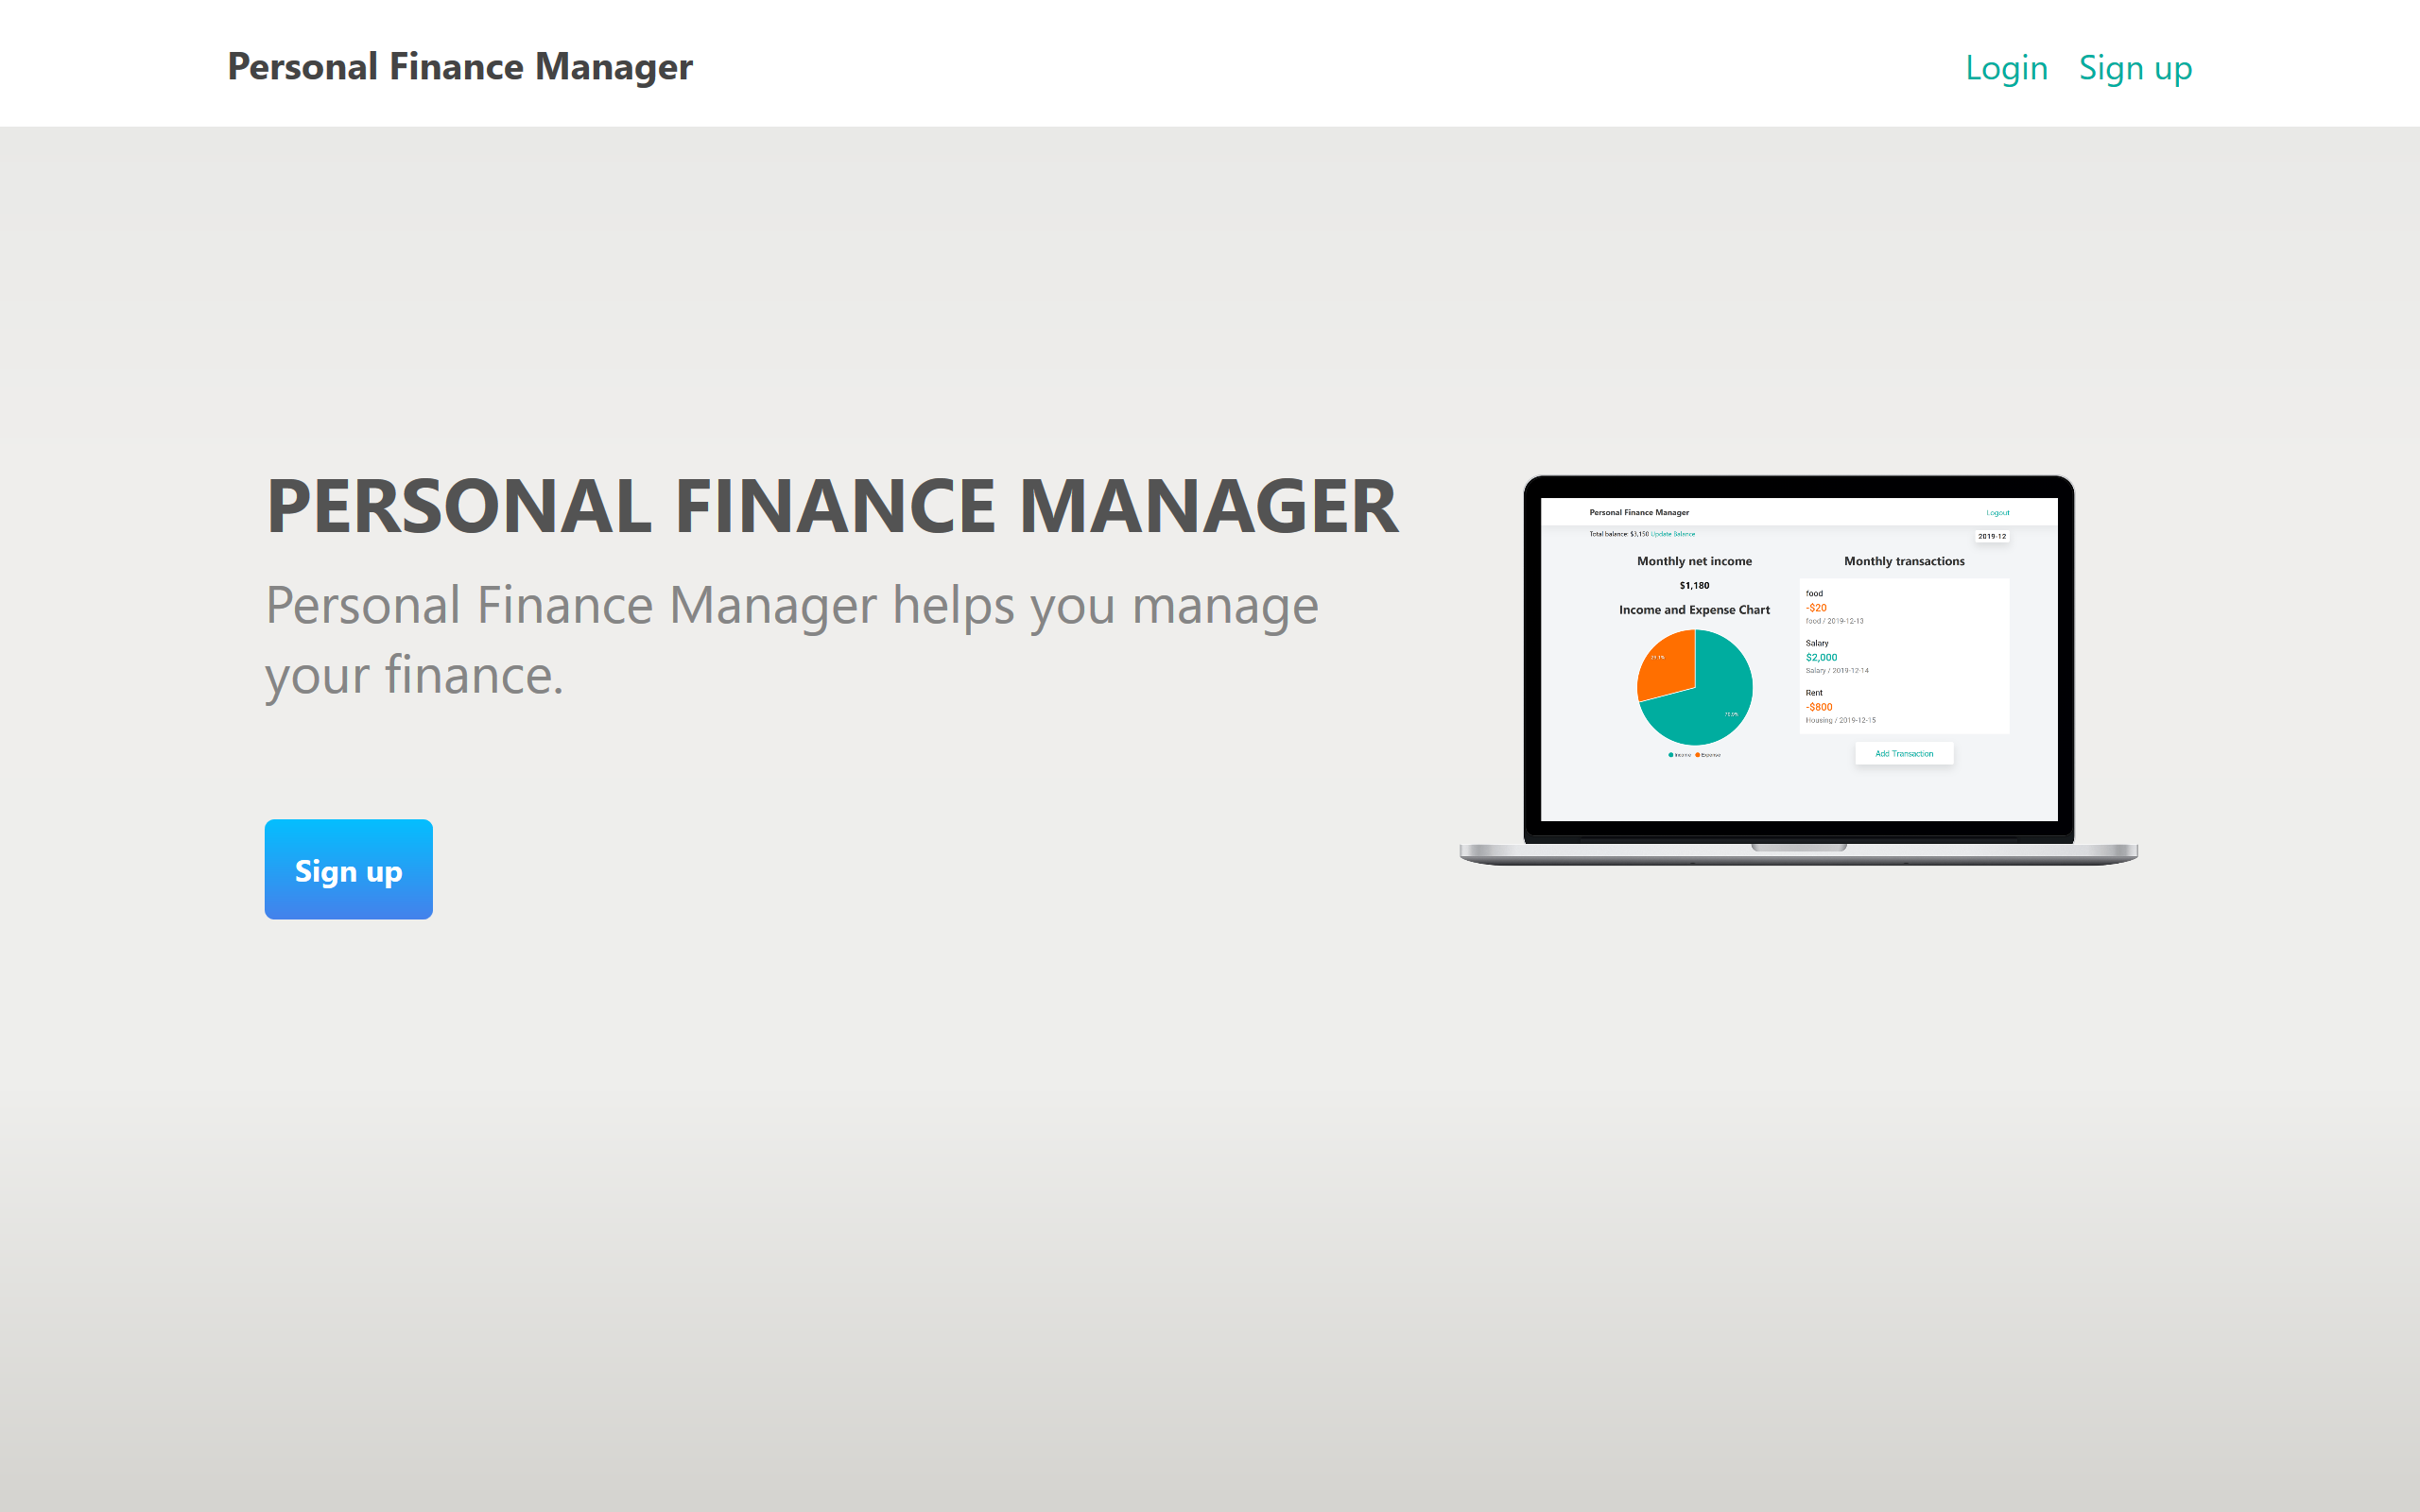 Personal Finance Manager
Login Sign up
PERSONAL FINANCE MANAGER
Personal Finance Manager helps you manage
your finance.
Sign up
Personal Finance Manager
Logout
Total balance: $3,150 Update Balance
2019-12
Monthly net income
$1,180
Income and Expense Chart
Income Expense
Monthly transactions
food
-$20
food / 2019-12-13
Salary
$2,000
Salary / 2019-12-14
Rent
-$800
Housing / 2019-12-15
Add Transaction